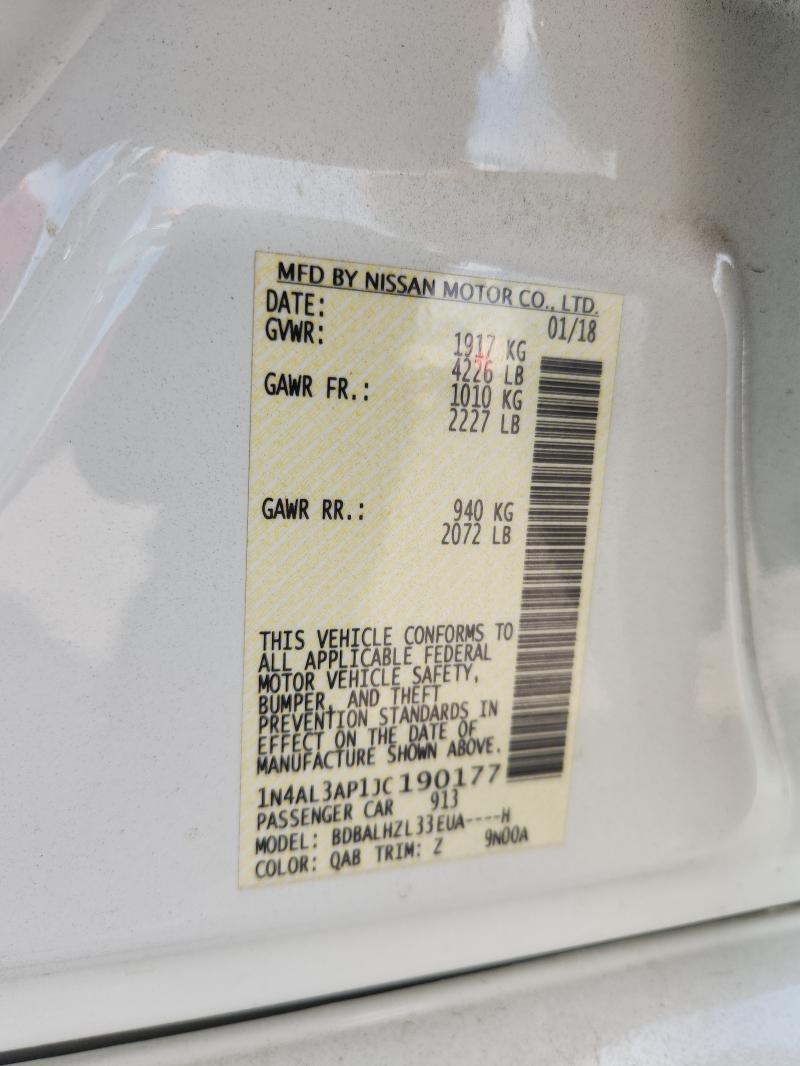 MFD BY NISSAN MOTOR CO., LTD.
DATE: 01/18
GVWR: 1917 KG
4226 LB
GAWR FR.: 1010 KG
2227 LB
GAWR RR.: 940 KG
2072 LB
THIS VEHICLE CONFORMS TO
ALL APPLICABLE FEDERAL
MOTOR VEHICLE SAFETY,
BUMPER, AND THEFT
PREVENTION STANDARDS IN
EFFECT ON THE DATE OF
MANUFACTURE SHOWN ABOVE.
1N4AL3AP1JC190177
PASSENGER CAR 913
MODEL: BDBALHZL33EUA----H
COLOR: QAB TRIM: Z 9N00A